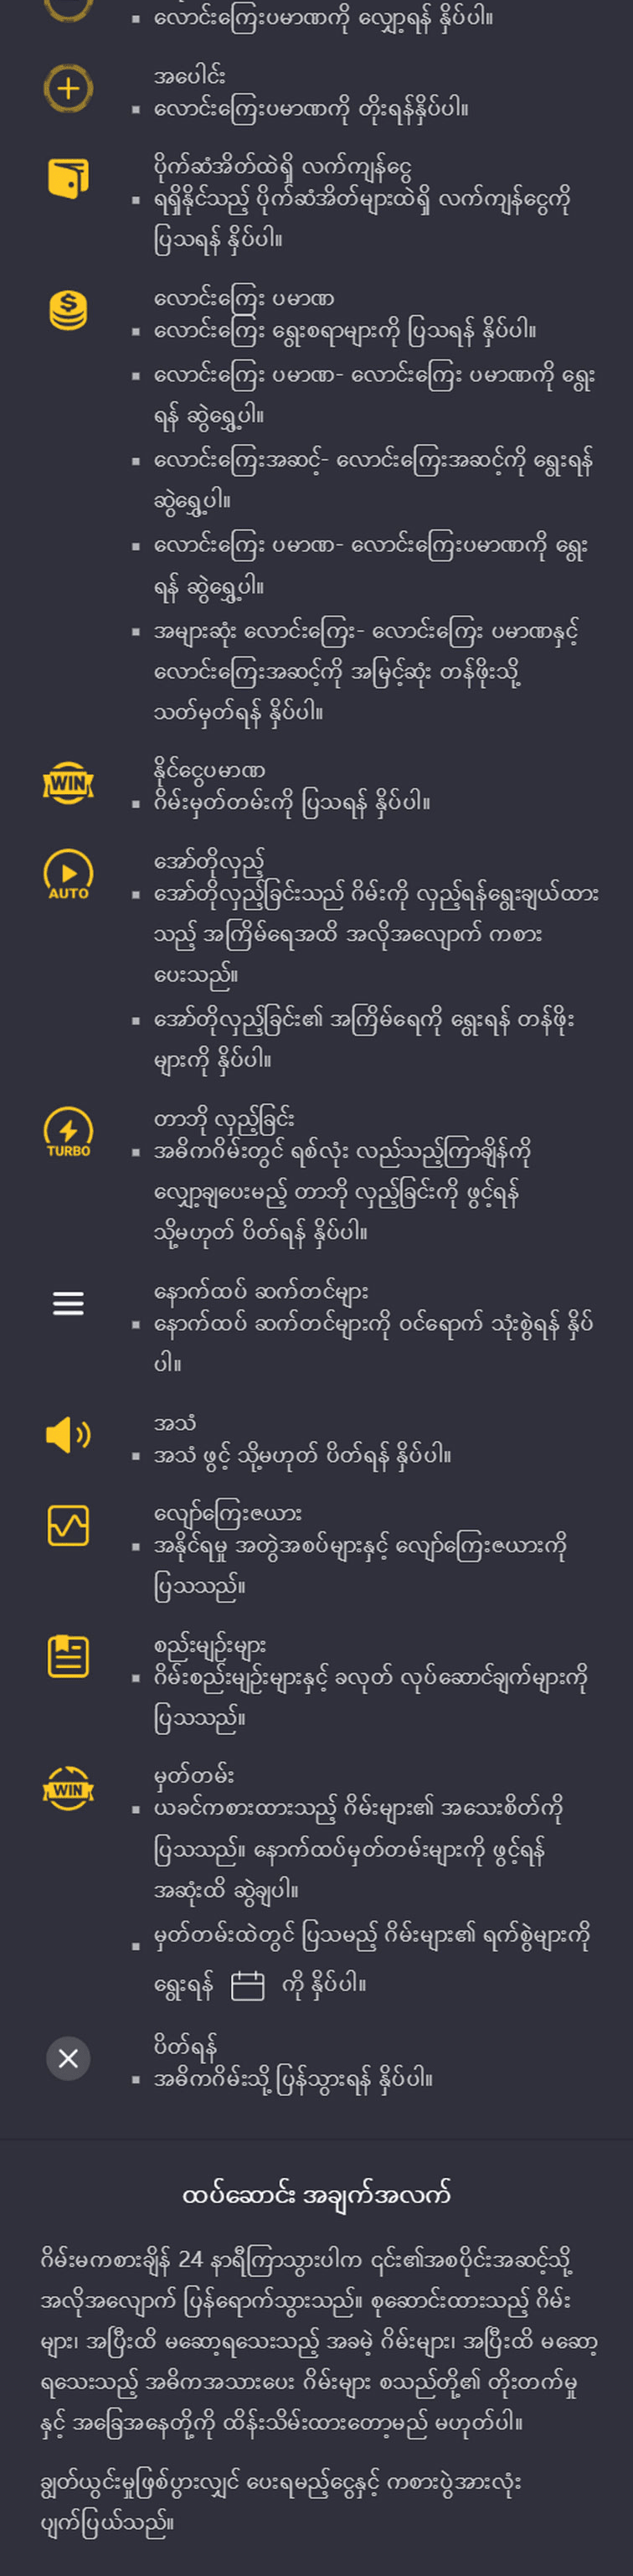 လောင်းကြေးပမာဏကို လျှော့ရန် နှိပ်ပါ။
အပေါင်း
လောင်းကြေးပမာဏကို တိုးရန်နှိပ်ပါ။
ပိုက်ဆံအိတ်ထဲရှိ လက်ကျန်ငွေ
ရရှိနိုင်သည့် ပိုက်ဆံအိတ်များထဲရှိ လက်ကျန်ငွေကို
ပြသရန် နှိပ်ပါ။
လောင်းကြေး ပမာဏ
လောင်းကြေး ရွေးစရာများကို ပြသရန် နှိပ်ပါ။
လောင်းကြေး ပမာဏ- လောင်းကြေး ပမာဏကို ရွေး
ရန် ဆွဲရွှေ့ပါ။
လောင်းကြေးအဆင့်- လောင်းကြေးအဆင့်ကို ရွေးရန်
ဆွဲရွှေ့ပါ။
လောင်းကြေး ပမာဏ- လောင်းကြေးပမာဏကို ရွေး
ရန် ဆွဲရွှေ့ပါ။
အများဆုံး လောင်းကြေး- လောင်းကြေး ပမာဏနှင့်
လောင်းကြေးအဆင့်ကို အမြင့်ဆုံး တန်ဖိုးသို့
သတ်မှတ်ရန် နှိပ်ပါ။
WIN
နိုင်ငွေပမာဏ
ဂိမ်းမှတ်တမ်းကို ပြသရန် နှိပ်ပါ။
AUTO
အော်တိုလှည့်
အော်တိုလှည့်ခြင်းသည် ဂိမ်းကို လှည့်ရန်ရွေးချယ်ထား
သည့် အကြိမ်ရေအထိ အလိုအလျောက် ကစား
ပေးသည်။
အော်တိုလှည့်ခြင်း၏ အကြိမ်ရေကို ရွေးရန် တန်ဖိုး
များကို နှိပ်ပါ။
TURBO
တာဘို လှည့်ခြင်း
အဓိကဂိမ်းတွင် ရစ်လုံး လည်သည့်ကြာချိန်ကို
လျှော့ချပေးမည့် တာဘို လှည့်ခြင်းကို ဖွင့်ရန်
သို့မဟုတ် ပိတ်ရန် နှိပ်ပါ။
နောက်ထပ် ဆက်တင်များ
နောက်ထပ် ဆက်တင်များကို ဝင်ရောက် သုံးစွဲရန် နှိပ်
ပါ။
အသံ
အသံ ဖွင့် သို့မဟုတ် ပိတ်ရန် နှိပ်ပါ။
လျော်ကြေးဇယား
အနိုင်ရမှု အတွဲအစပ်များနှင့် လျော်ကြေးဇယားကို
ပြသသည်။
စည်းမျဉ်းများ
ဂိမ်းစည်းမျဉ်းများနှင့် ခလုတ် လုပ်ဆောင်ချက်များကို
ပြသသည်။
WIN
မှတ်တမ်း
ယခင်ကစားထားသည့် ဂိမ်းများ၏ အသေးစိတ်ကို
ပြသသည်။ နောက်ထပ်မှတ်တမ်းများကို ဖွင့်ရန်
အဆုံးထိ ဆွဲချပါ။
မှတ်တမ်းထဲတွင် ပြသမည့် ဂိမ်းများ၏ ရက်စွဲများကို
ရွေးရန် ကို နှိပ်ပါ။
ပိတ်ရန်
အဓိကဂိမ်းသို့ ပြန်သွားရန် နှိပ်ပါ။
ထပ်ဆောင်း အချက်အလက်
ဂိမ်းမကစားချိန် 24 နာရီကြာသွားပါက ၎င်း၏အစပိုင်းအဆင့်သို့
အလိုအလျောက် ပြန်ရောက်သွားသည်။ စုဆောင်းထားသည့် ဂိမ်း
များ၊ အပြီးထိ မဆော့ရသေးသည့် အခမဲ့ ဂိမ်းများ၊ အပြီးထိ မဆော့
ရသေးသည့် အဓိကအသားပေး ဂိမ်းများ စသည်တို့၏ တိုးတက်မှု
နှင့် အခြေအနေတို့ကို ထိန်းသိမ်းထားတော့မည် မဟုတ်ပါ။
ချွတ်ယွင်းမှုဖြစ်ပွားလျှင် ပေးရမည့်ငွေနှင့် ကစားပွဲအားလုံး
ပျက်ပြယ်သည်။